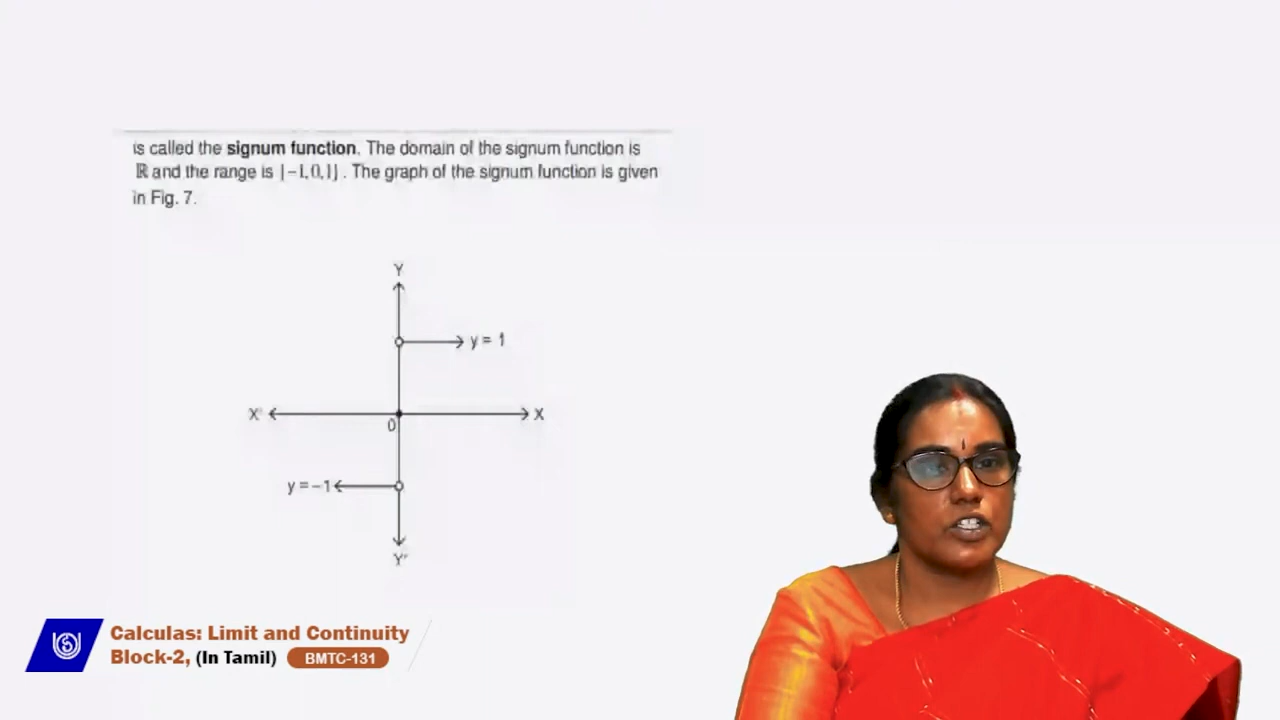 is called the signum function. The domain of the signum function is
ℝ and the range is {−1, 0, 1}. The graph of the signum function is given
in Fig. 7.
Y
y = 1
X' X
0
y = −1
Y'
Calculas: Limit and Continuity
Block-2, (In Tamil) BMTC-131